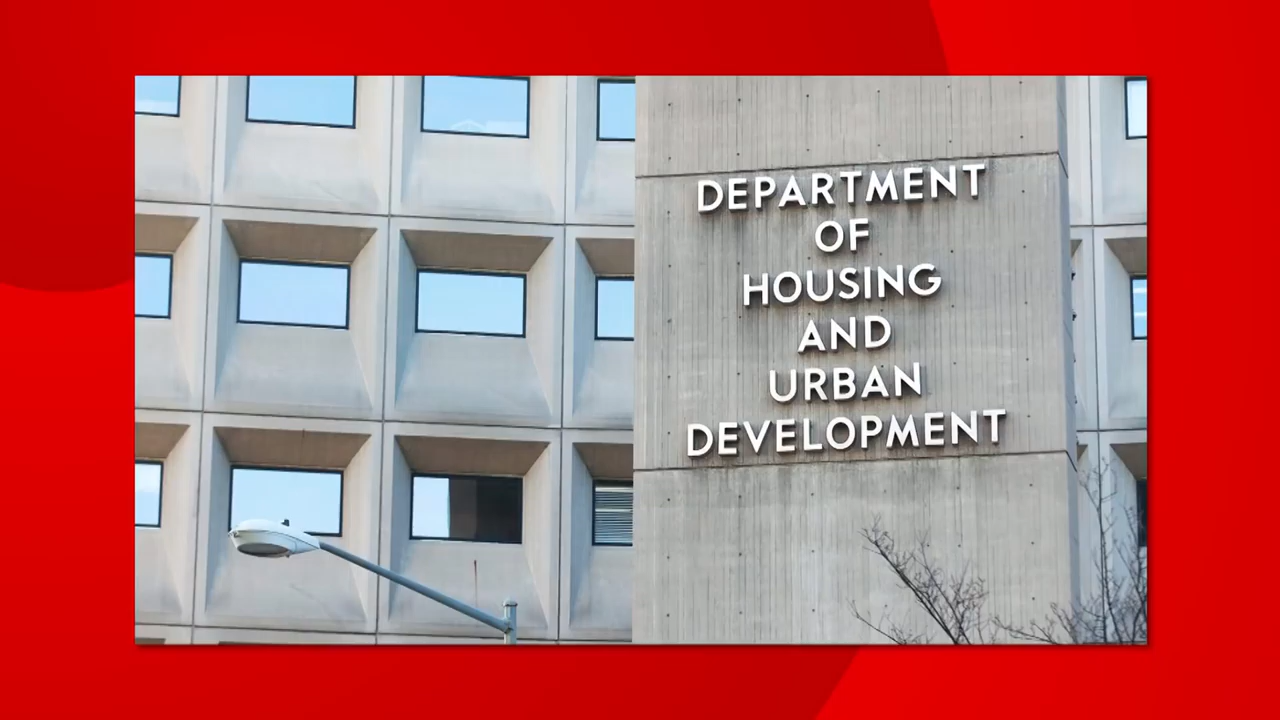 DEPARTMENT
OF
HOUSING
AND
URBAN
DEVELOPMENT